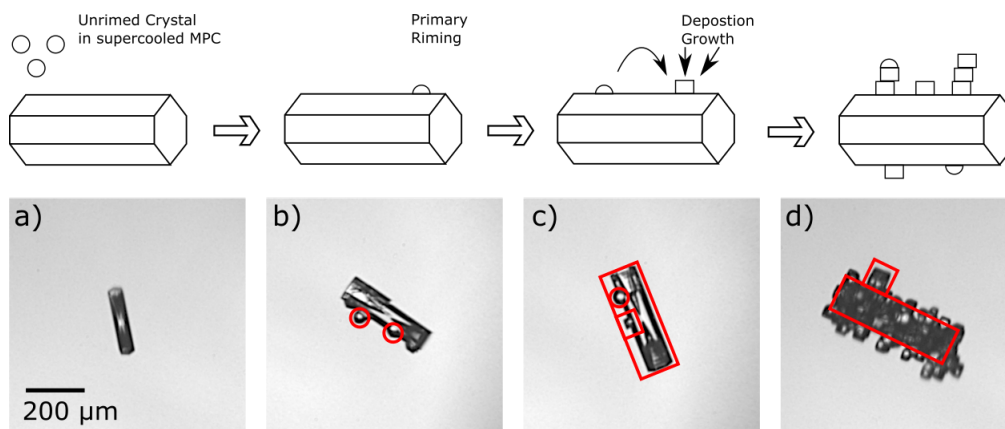 Unrimed Crystal
in supercooled MPC
Primary
Riming
Depostion
Growth
a)
b)
c)
d)
200 μm